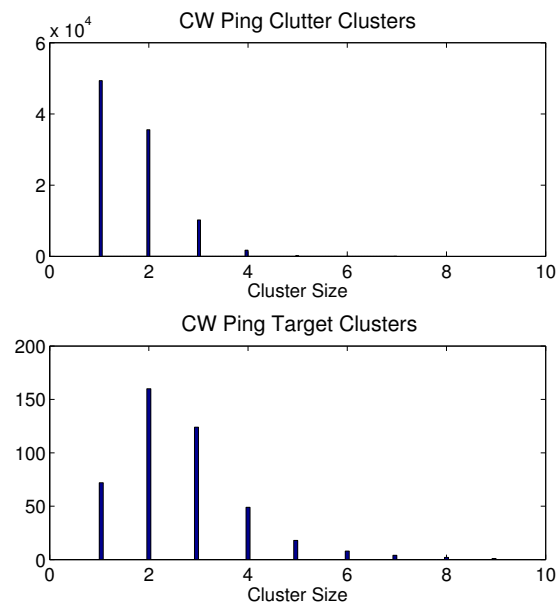 CW Ping Clutter Clusters
x 10^4
6
4
2
0
0 2 4 6 8 10
Cluster Size
CW Ping Target Clusters
200
150
100
50
0
0 2 4 6 8 10
Cluster Size